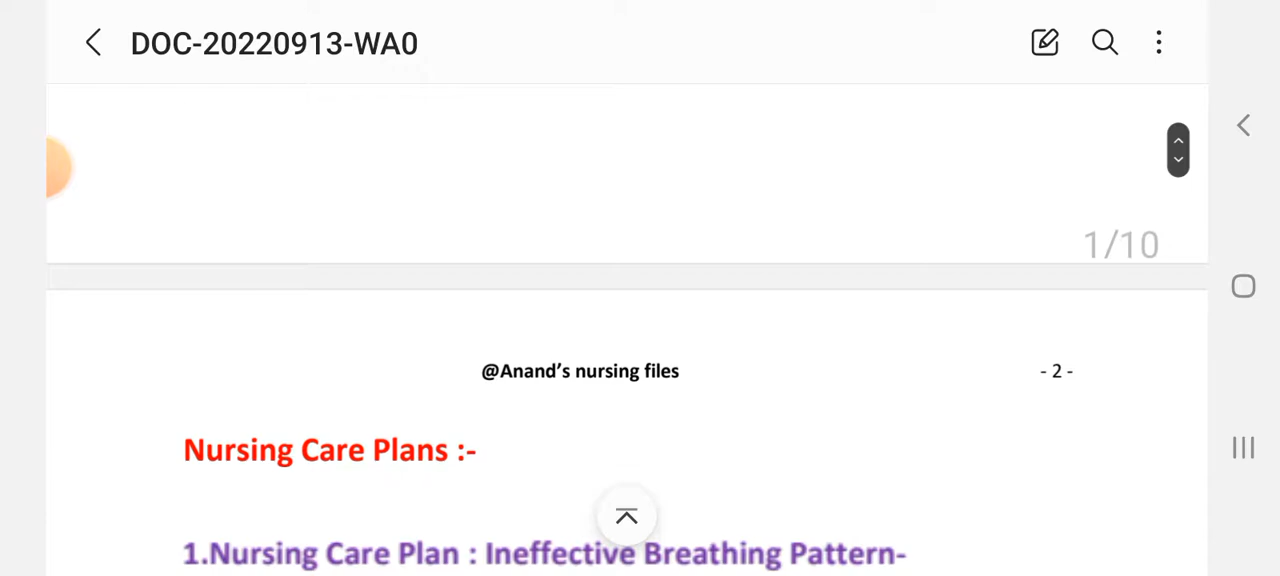 DOC-20220913-WA0
1/10
@Anand's nursing files
- 2 -
Nursing Care Plans :-
1.Nursing Care Plan : Ineffective Breathing Pattern-